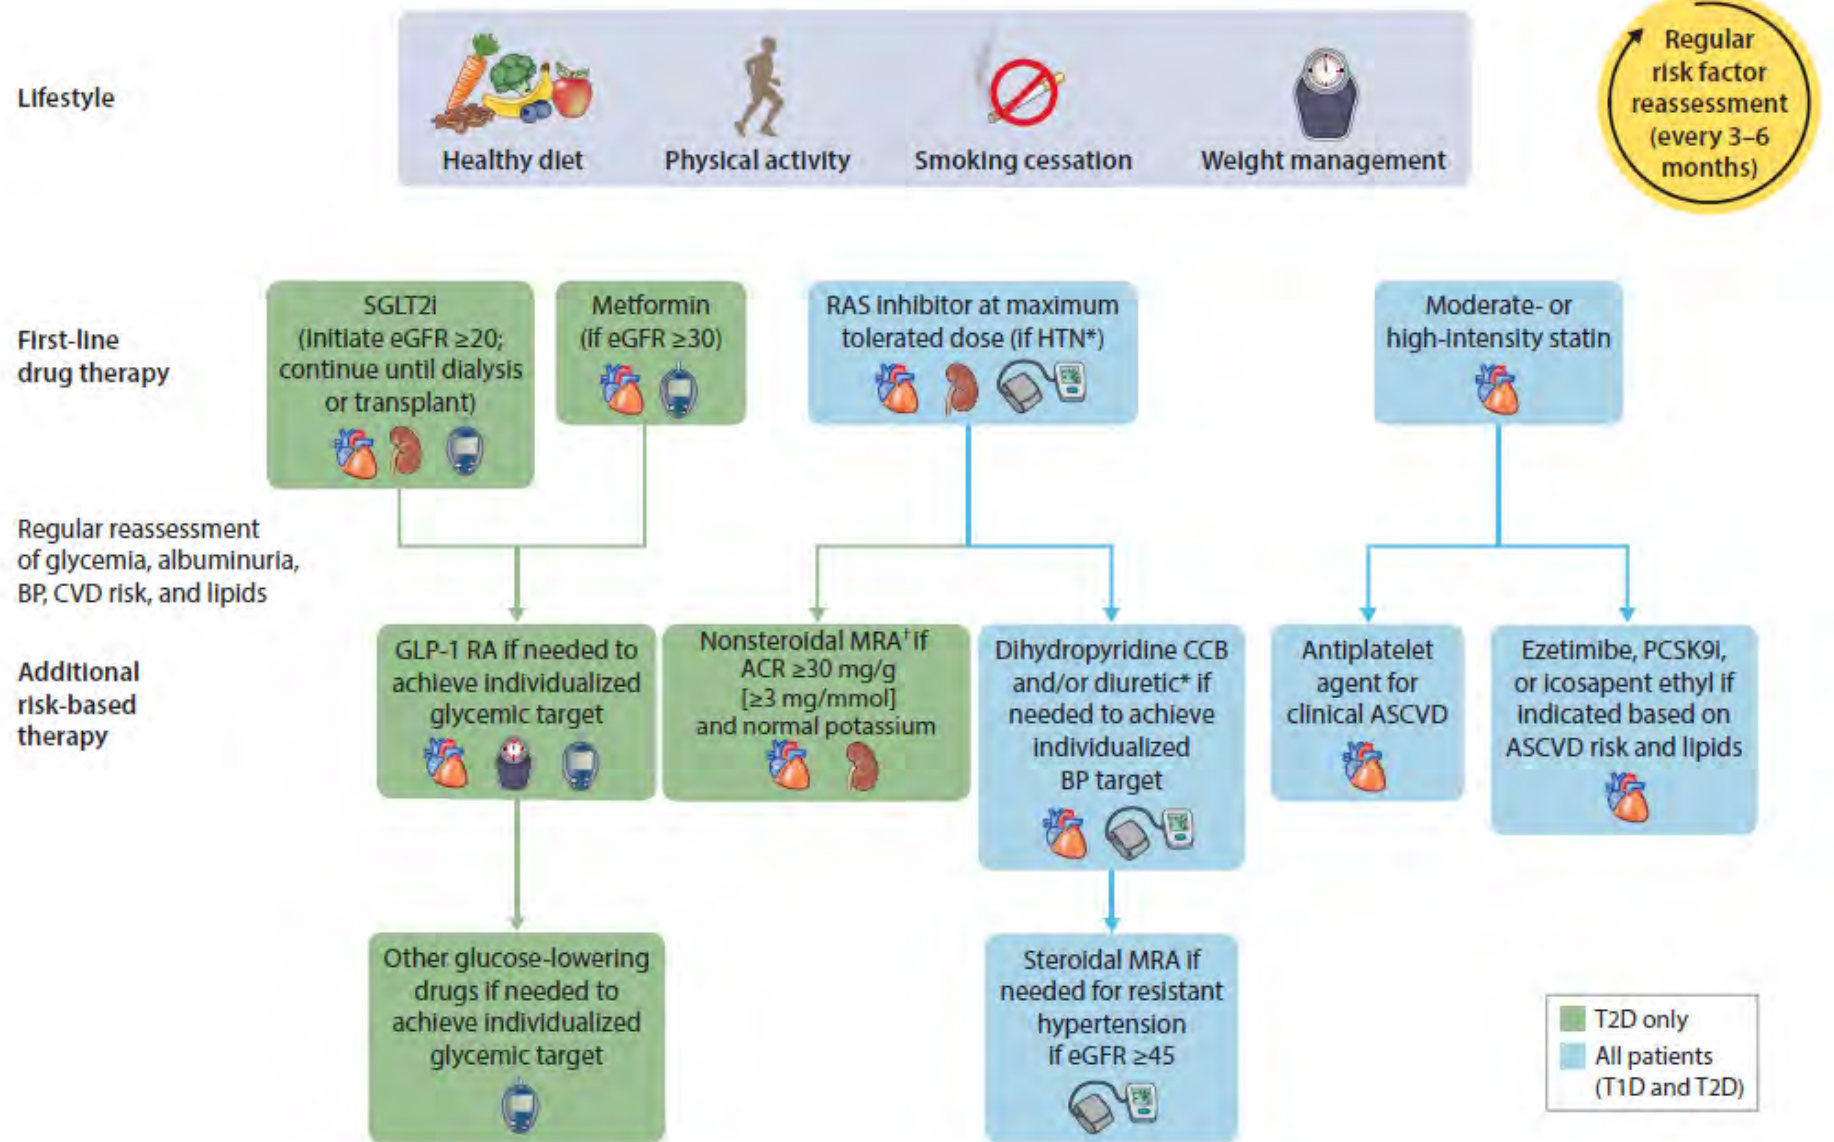 Lifestyle
Healthy diet
Physical activity
Smoking cessation
Weight management
Regular
risk factor
reassessment
(every 3–6
months)
First-line
drug therapy
SGLT2i
(initiate eGFR ≥20;
continue until dialysis
or transplant)
Metformin
(if eGFR ≥30)
RAS inhibitor at maximum
tolerated dose (if HTN*)
Moderate- or
high-intensity statin
Regular reassessment
of glycemia, albuminuria,
BP, CVD risk, and lipids
Additional
risk-based
therapy
GLP-1 RA if needed to
achieve individualized
glycemic target
Nonsteroidal MRA† if
ACR ≥30 mg/g
[≥3 mg/mmol]
and normal potassium
Dihydropyridine CCB
and/or diuretic* if
needed to achieve
individualized
BP target
Antiplatelet
agent for
clinical ASCVD
Ezetimibe, PCSK9i,
or icosapent ethyl if
indicated based on
ASCVD risk and lipids
Other glucose-lowering
drugs if needed to
achieve individualized
glycemic target
Steroidal MRA if
needed for resistant
hypertension
if eGFR ≥45
T2D only
All patients
(T1D and T2D)